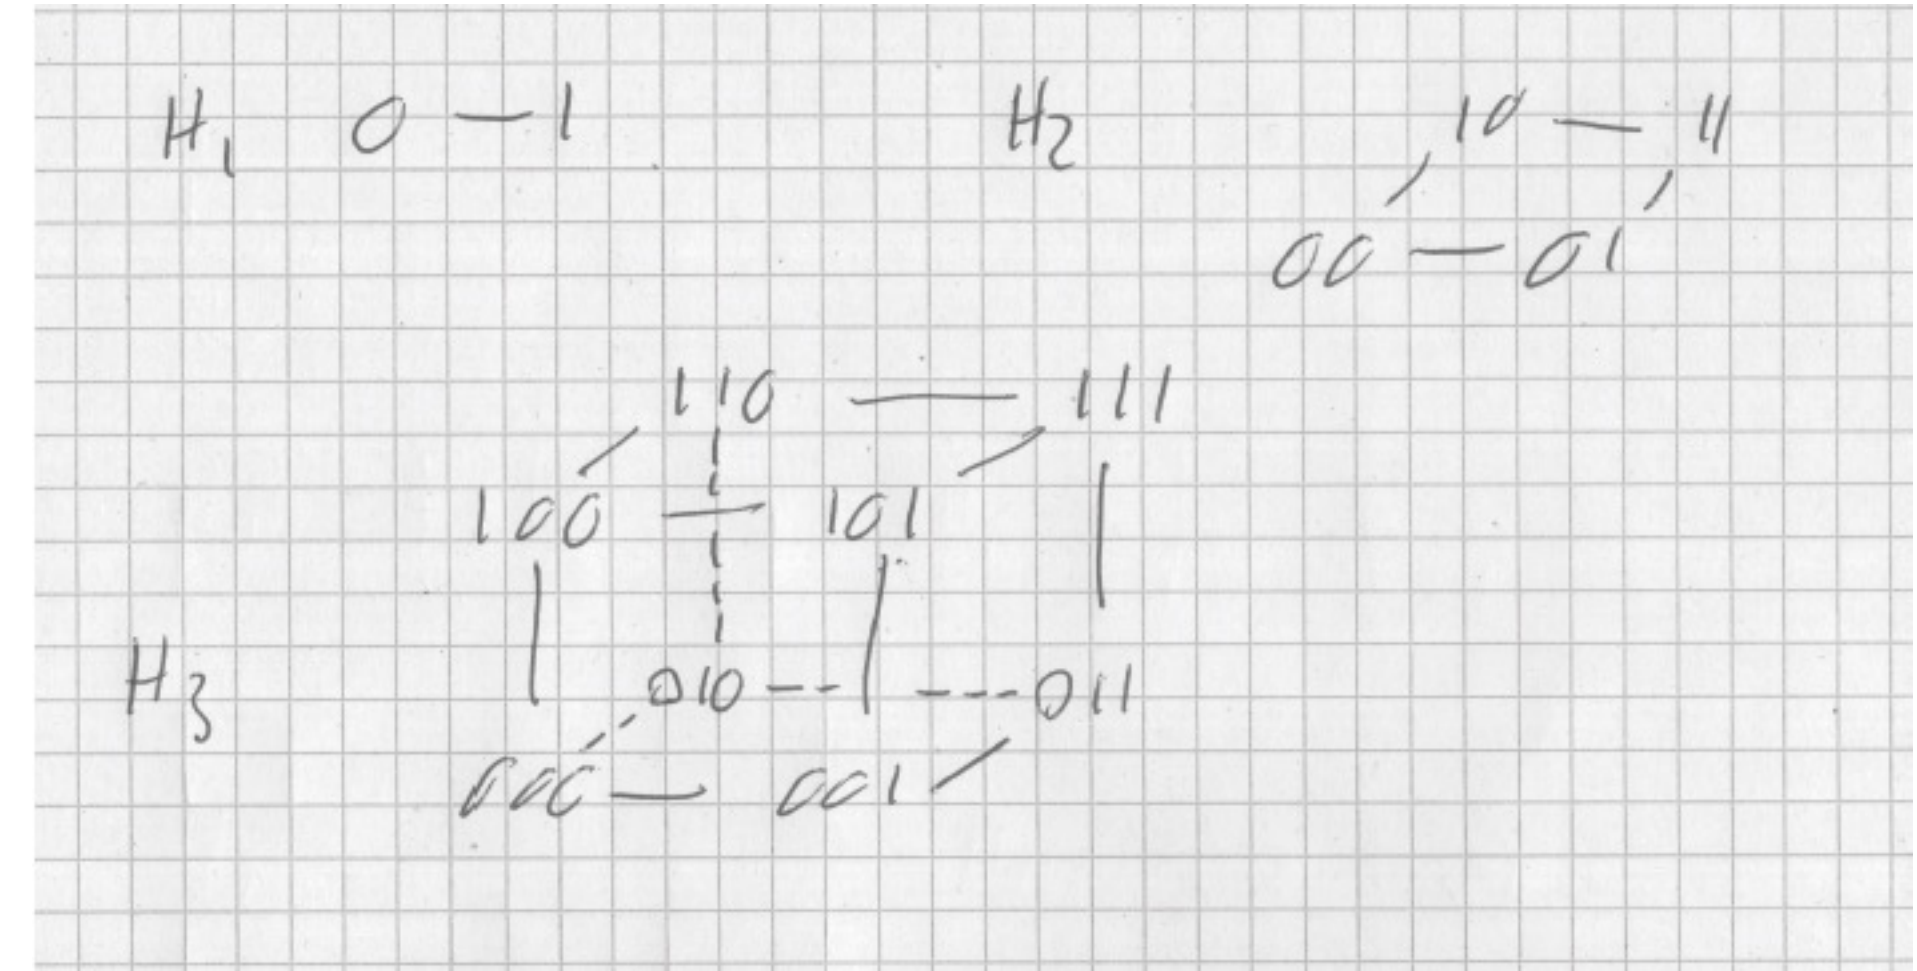 H1 0 — 1 H2 10 — 11
00 — 01
110 — 111
100 — 101
H3 010 --- 011
000 — 001